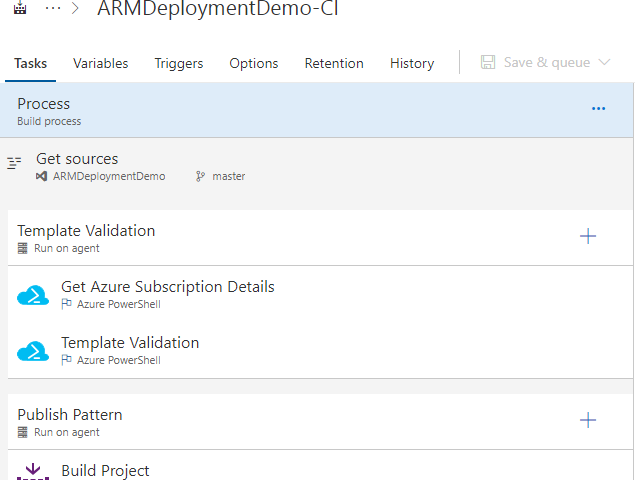 ARMDeploymentDemo-CI
Tasks Variables Triggers Options Retention History Save & queue
Process
Build process
Get sources
ARMDeploymentDemo master
Template Validation
Run on agent
Get Azure Subscription Details
Azure PowerShell
Template Validation
Azure PowerShell
Publish Pattern
Run on agent
Build Project